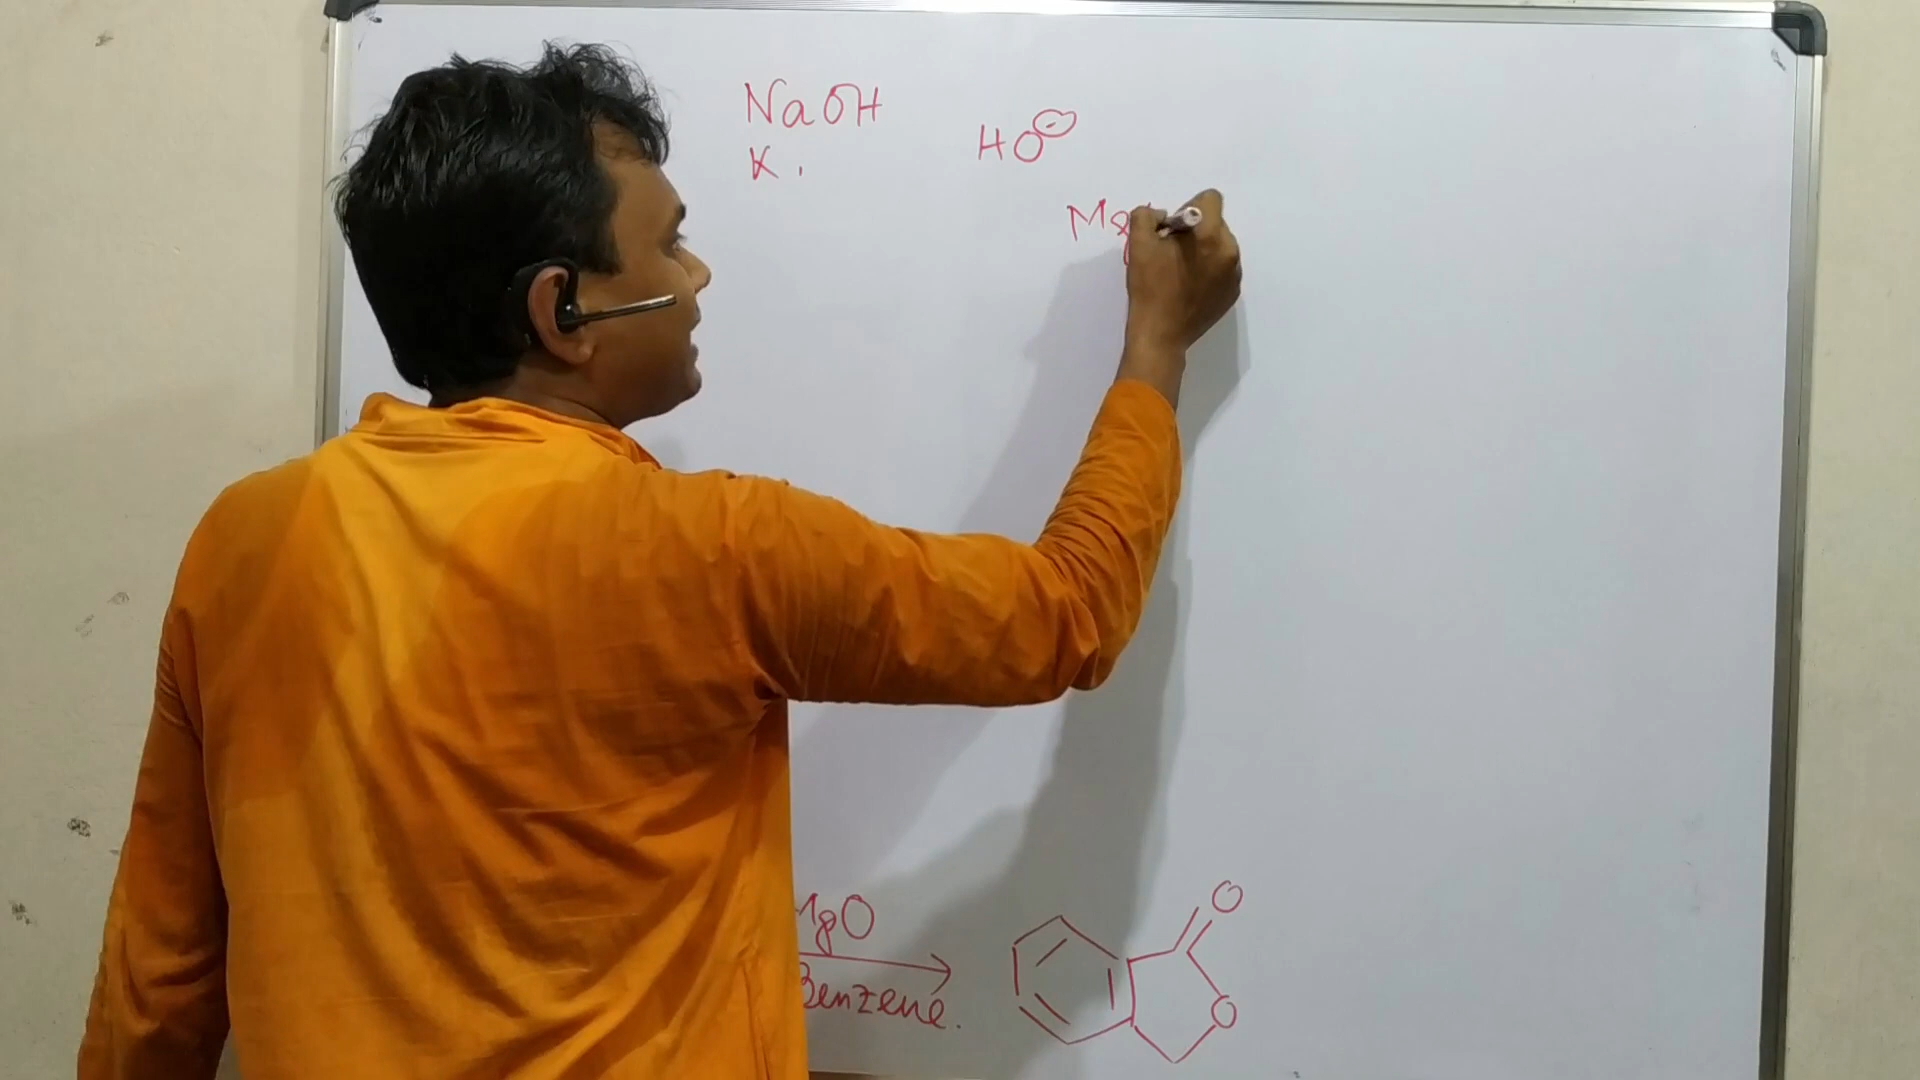 NaOH
K.
HO⊖
Mg
MgO
Benzene.
O
O